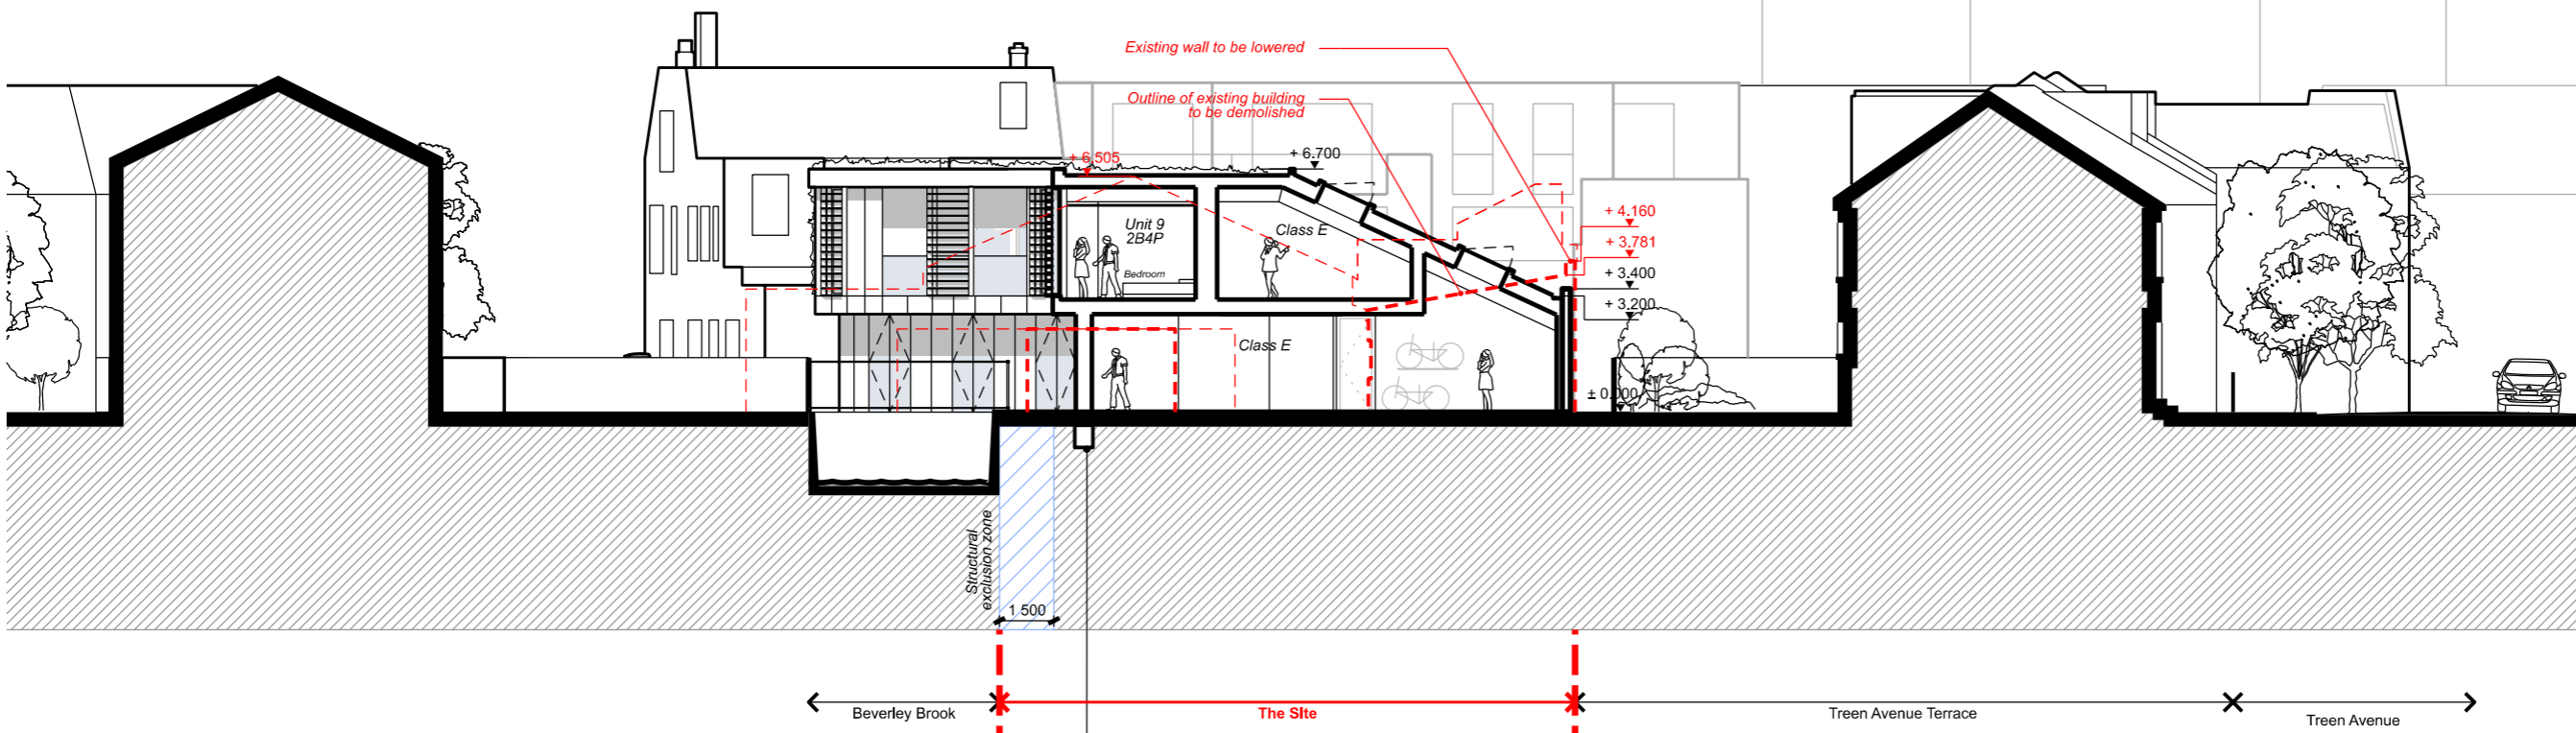 Existing wall to be lowered
Outline of existing building
to be demolished
+ 6.505
+ 6.700
+ 4.160
+ 3.781
+ 3.400
+ 3.200
± 0.000
Unit 9
2B4P
Bedroom
Class E
Class E
Structural
exclusion zone
1 500
Beverley Brook
The SIte
Treen Avenue Terrace
Treen Avenue